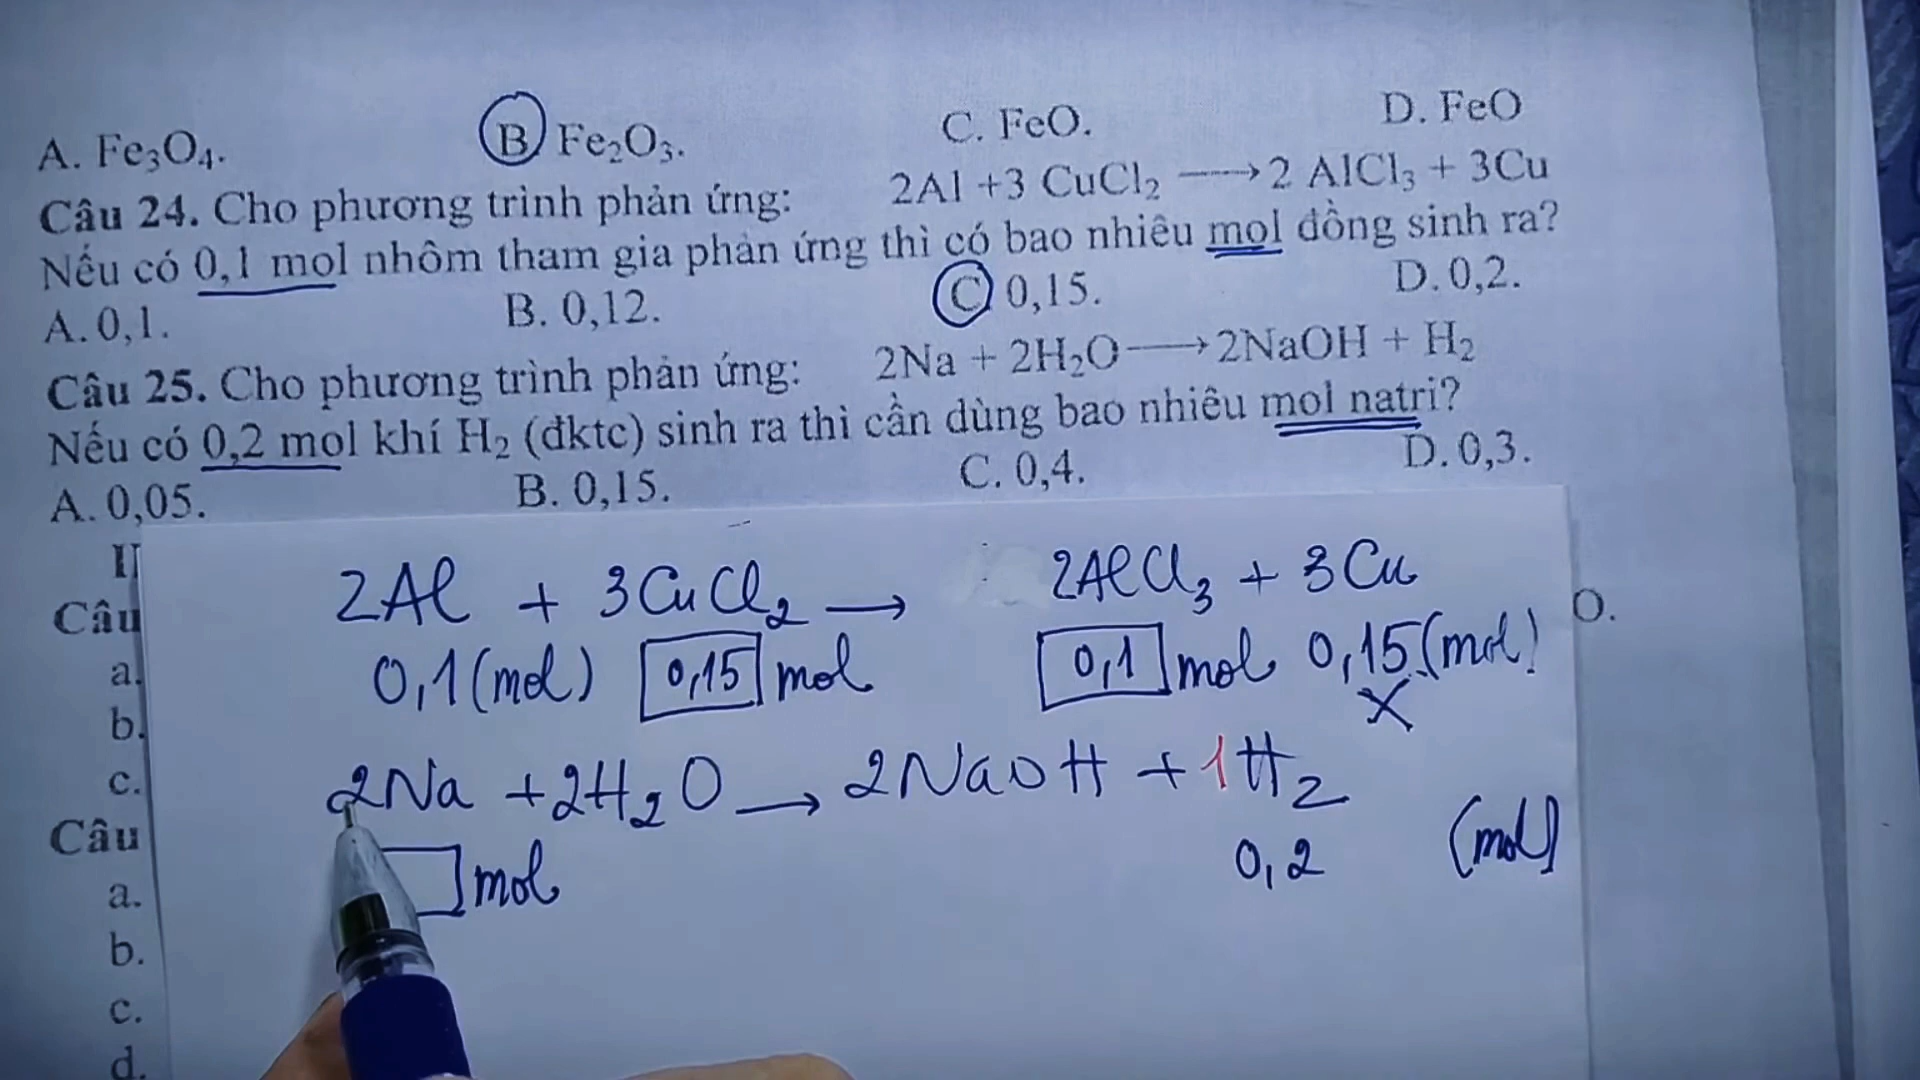 A. Fe₃O₄. B Fe₂O₃. C. FeO. D. FeO
Câu 24. Cho phương trình phản ứng: 2Al +3 CuCl₂ ⟶ 2 AlCl₃ + 3Cu
Nếu có 0,1 mol nhôm tham gia phản ứng thì có bao nhiêu mol đồng sinh ra?
A. 0,1. B. 0,12. C 0,15. D. 0,2.
Câu 25. Cho phương trình phản ứng: 2Na + 2H₂O ⟶ 2NaOH + H₂
Nếu có 0,2 mol khí H₂ (đktc) sinh ra thì cần dùng bao nhiêu mol natri?
A. 0,05. B. 0,15. C. 0,4. D. 0,3.
2Al + 3CuCl₂ ⟶ 2AlCl₃ + 3Cu
Câu O.
0,1 (mol) 0,15 mol 0,1 mol 0,15 (mol)
a.
X
b.
2Na + 2H₂O ⟶ 2NaOH + 1H₂
c.
Câu
mol 0,2 (mol)
a.
b.
c.
d.